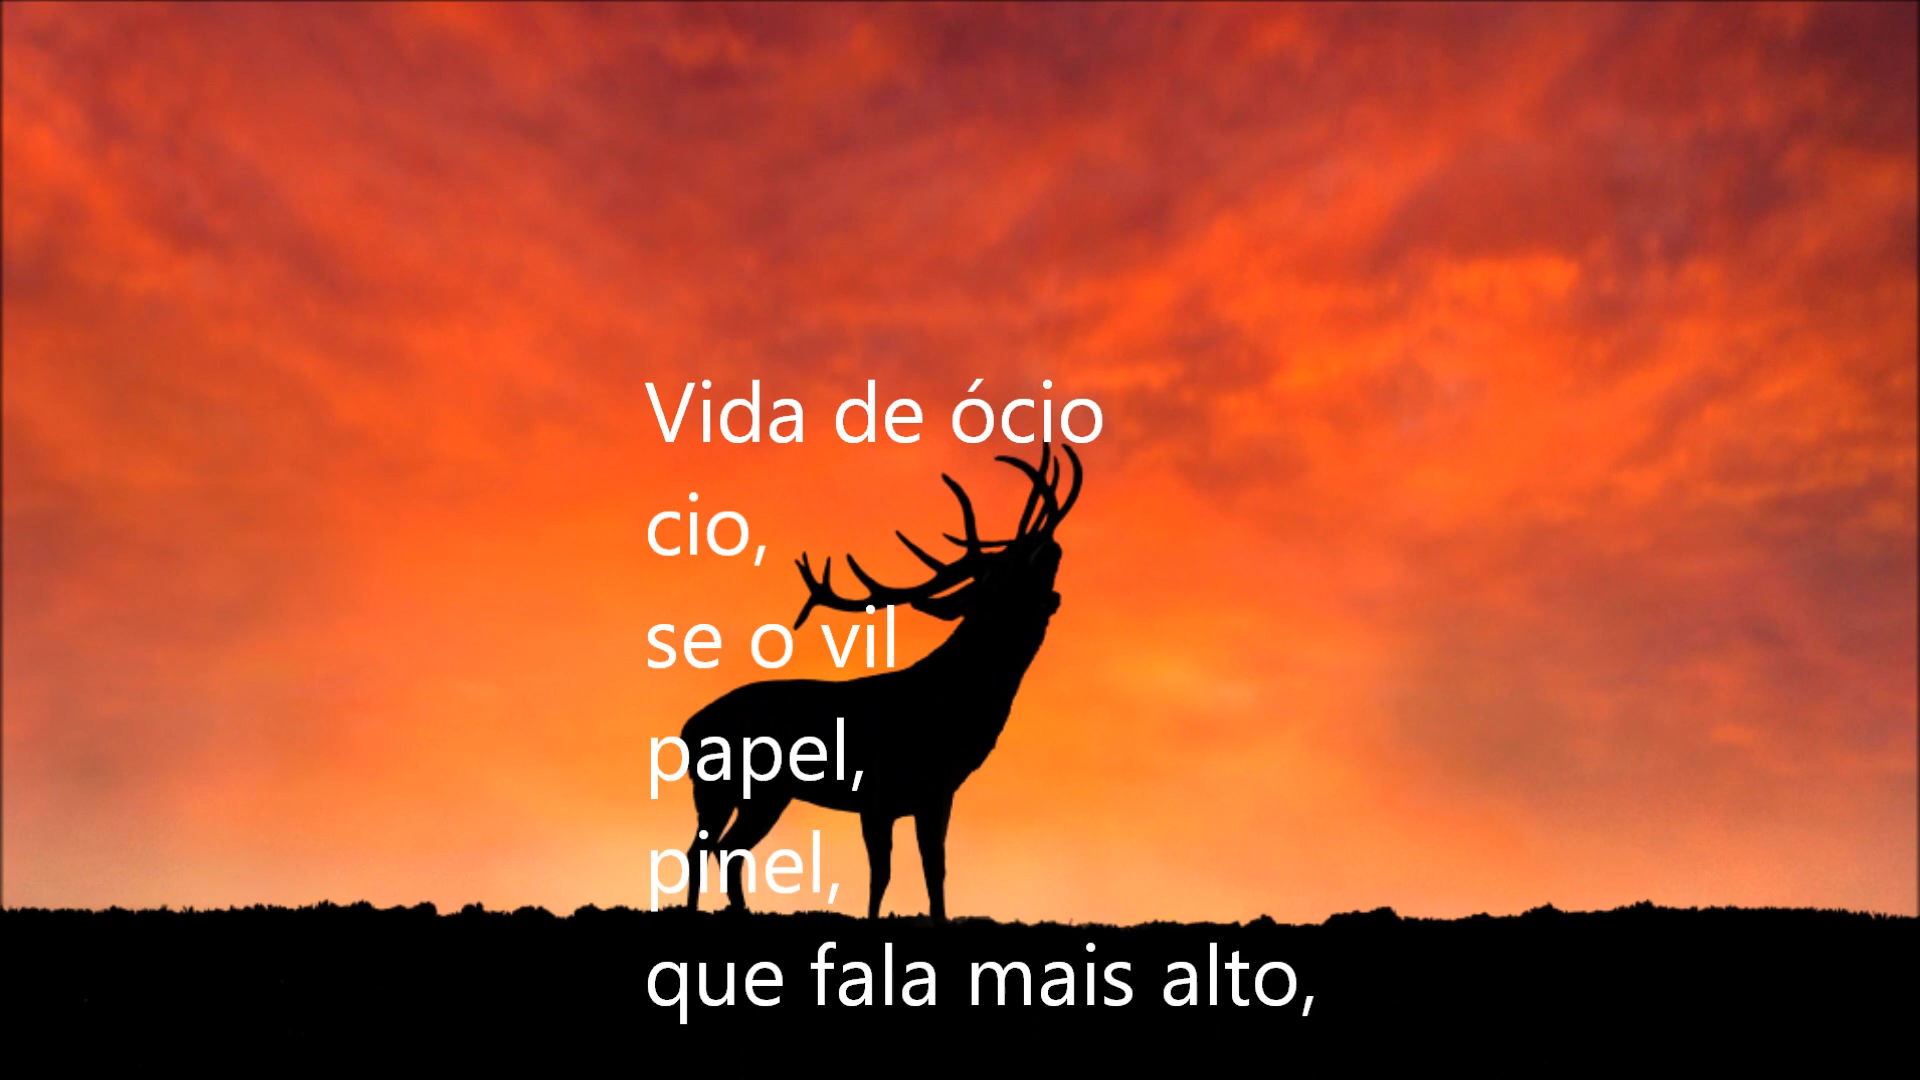 Vida de ócio
cio,
se o vil
papel,
pinel,
que fala mais alto,